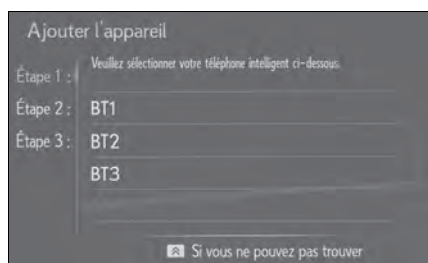 Ajouter l'appareil
Étape 1 :
Veuillez sélectionner votre téléphone intelligent ci-dessous.
Étape 2 : BT1
Étape 3 : BT2
BT3
Si vous ne pouvez pas trouver